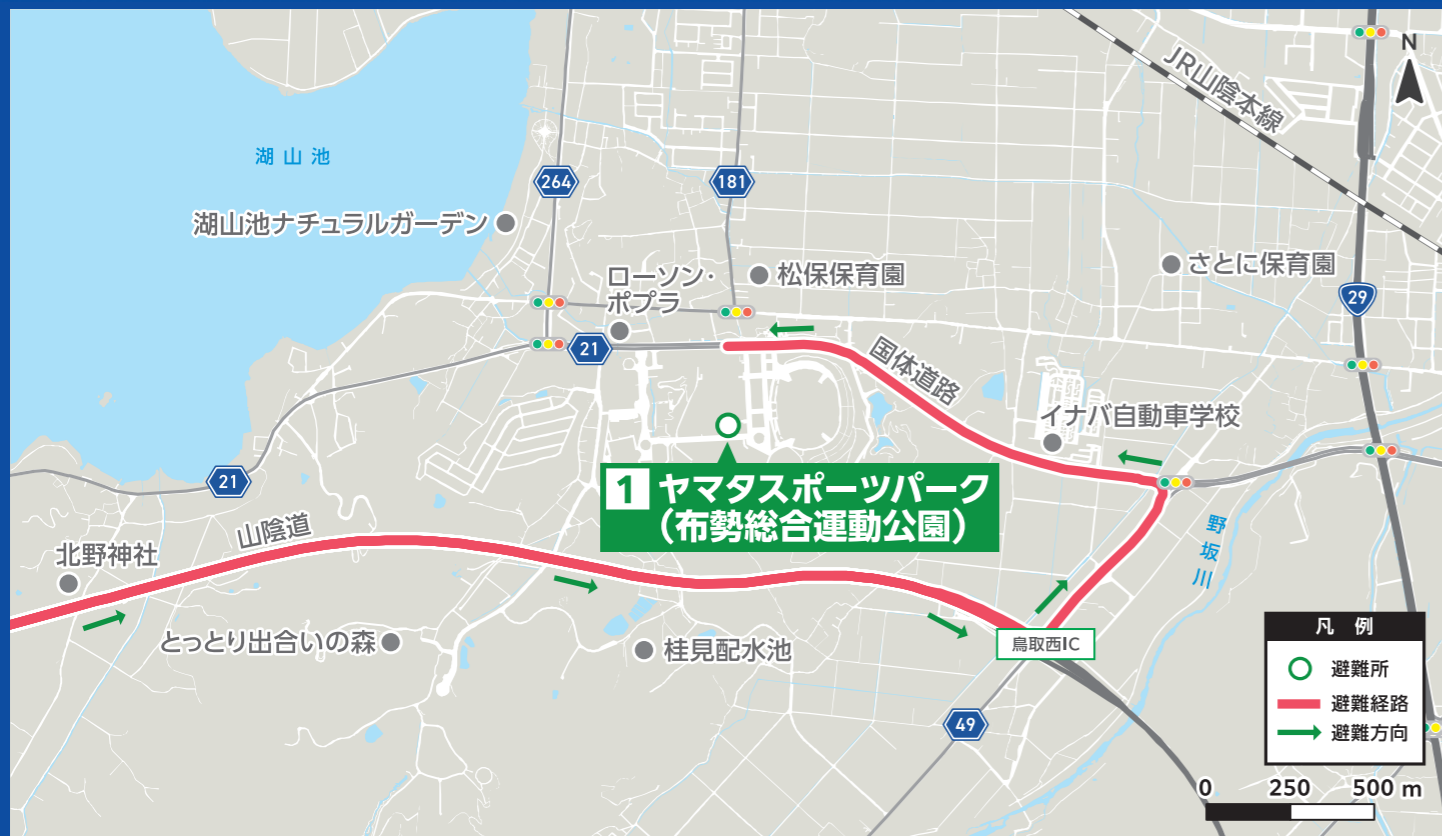 N
JR山陰本線
湖山池
264
181
湖山池ナチュラルガーデン
ローソン・
ポプラ
松保保育園
さとに保育園
29
21
国体道路
イナバ自動車学校
1 ヤマタスポーツパーク
（布勢総合運動公園）
21
山陰道
北野神社
野坂川
とっとり出合いの森
桂見配水池
鳥取西IC
49
凡 例
避難所
避難経路
避難方向
0 250 500 m